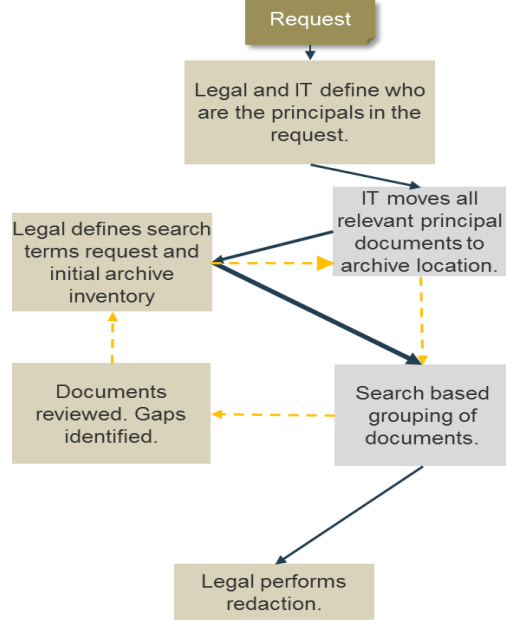 Request
Legal and IT define who
are the principals in the
request.
IT moves all
relevant principal
documents to
archive location.
Legal defines search
terms request and
initial archive
inventory
Documents
reviewed. Gaps
identified.
Search based
grouping of
documents.
Legal performs
redaction.